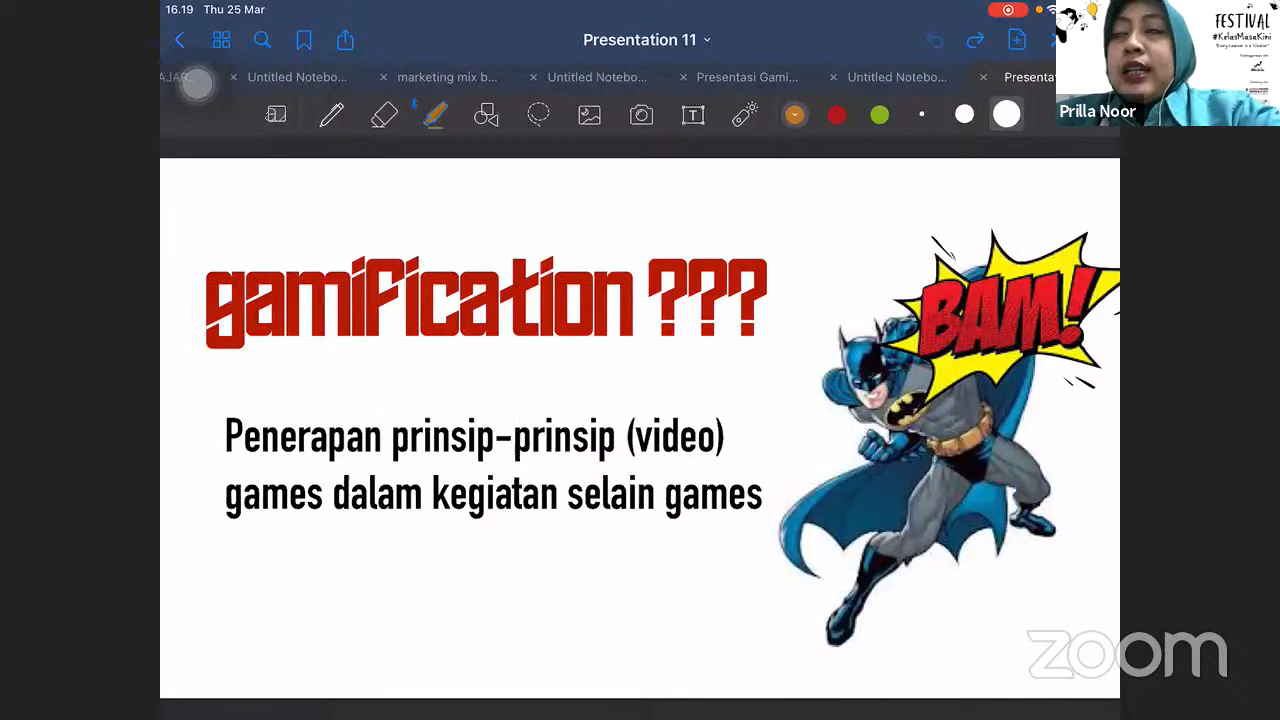 16.19 Thu 25 Mar
Presentation 11
AJAR.
Untitled Notebo...
marketing mix b...
Untitled Notebo...
Presentasi Gami...
Untitled Notebo...
Presenta
T
FESTIVAL
#KelasMasaKini
Prilla Noor
gamification ???
BAM!
Penerapan prinsip-prinsip (video)
games dalam kegiatan selain games
zoom